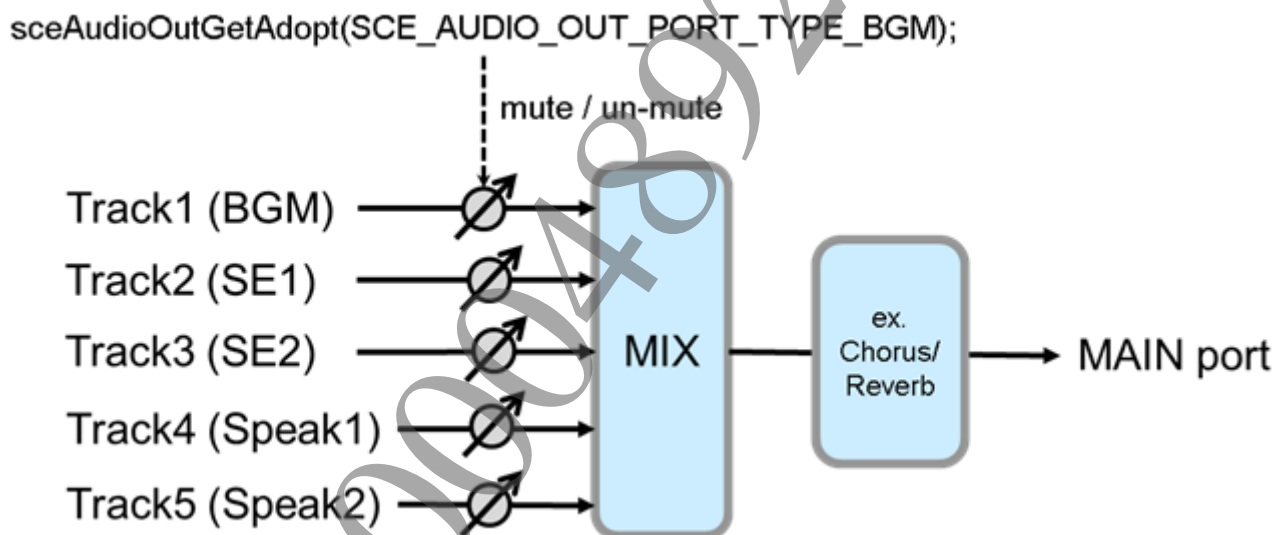 sceAudioOutGetAdopt(SCE_AUDIO_OUT_PORT_TYPE_BGM);
mute / un-mute
Track1 (BGM)
Track2 (SE1)
Track3 (SE2)
Track4 (Speak1)
Track5 (Speak2)
MIX
ex.
Chorus/
Reverb
MAIN port